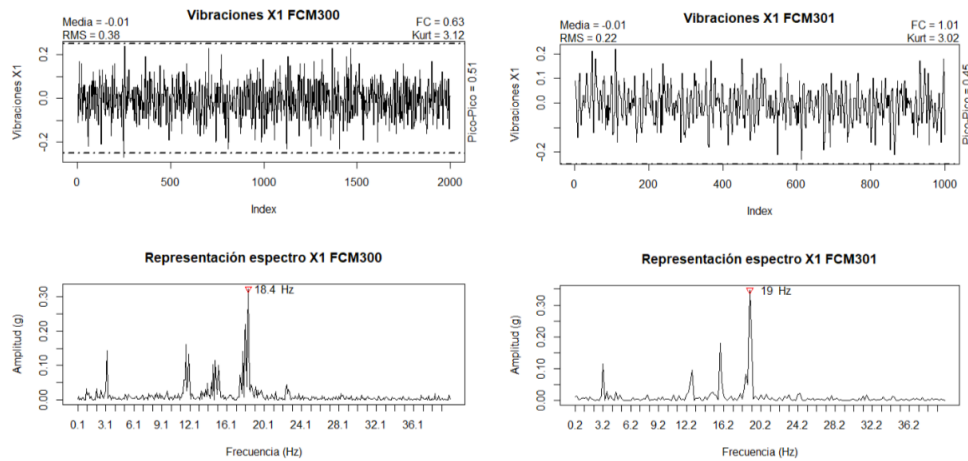 Vibraciones X1 FCM300
Media = -0.01
RMS = 0.38
FC = 0.63
Kurt = 3.12
Vibraciones X1
0.2
0.0
-0.2
Pico-Pico = 0.51
0 500 1000 1500 2000
Index
Vibraciones X1 FCM301
Media = -0.01
RMS = 0.22
FC = 1.01
Kurt = 3.02
Vibraciones X1
0.2
0.1
0.0
-0.2
Pico-Pico = 0.45
0 200 400 600 800 1000
Index
Representación espectro X1 FCM300
18.4 Hz
Amplitud (g)
0.30
0.20
0.10
0.00
0.1 3.1 6.1 9.1 12.1 16.1 20.1 24.1 28.1 32.1 36.1
Frecuencia (Hz)
Representación espectro X1 FCM301
19 Hz
Amplitud (g)
0.30
0.20
0.10
0.00
0.2 3.2 6.2 9.2 12.2 16.2 20.2 24.2 28.2 32.2 36.2
Frecuencia (Hz)